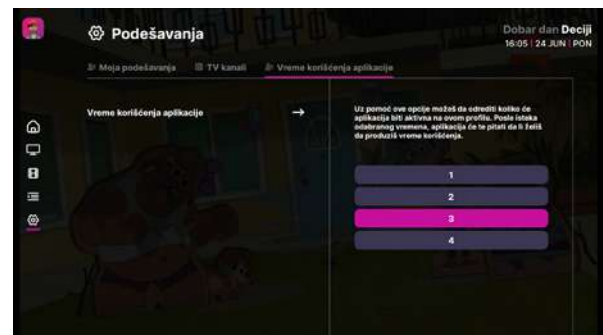 Podešavanja
Dobar dan Deciji
16:05 | 24 JUN | PON
Moja podešavanja
TV kanali
Vreme korišćenja aplikacije
Vreme korišćenja aplikacije →
Uz pomoć ove opcije možeš da odrediti koliko će
aplikacija biti aktivna na ovom profilu. Posle isteka
odabranog vremena, aplikacija će te pitati da li želiš
da produziš vreme korišćenja.
1
2
3
4